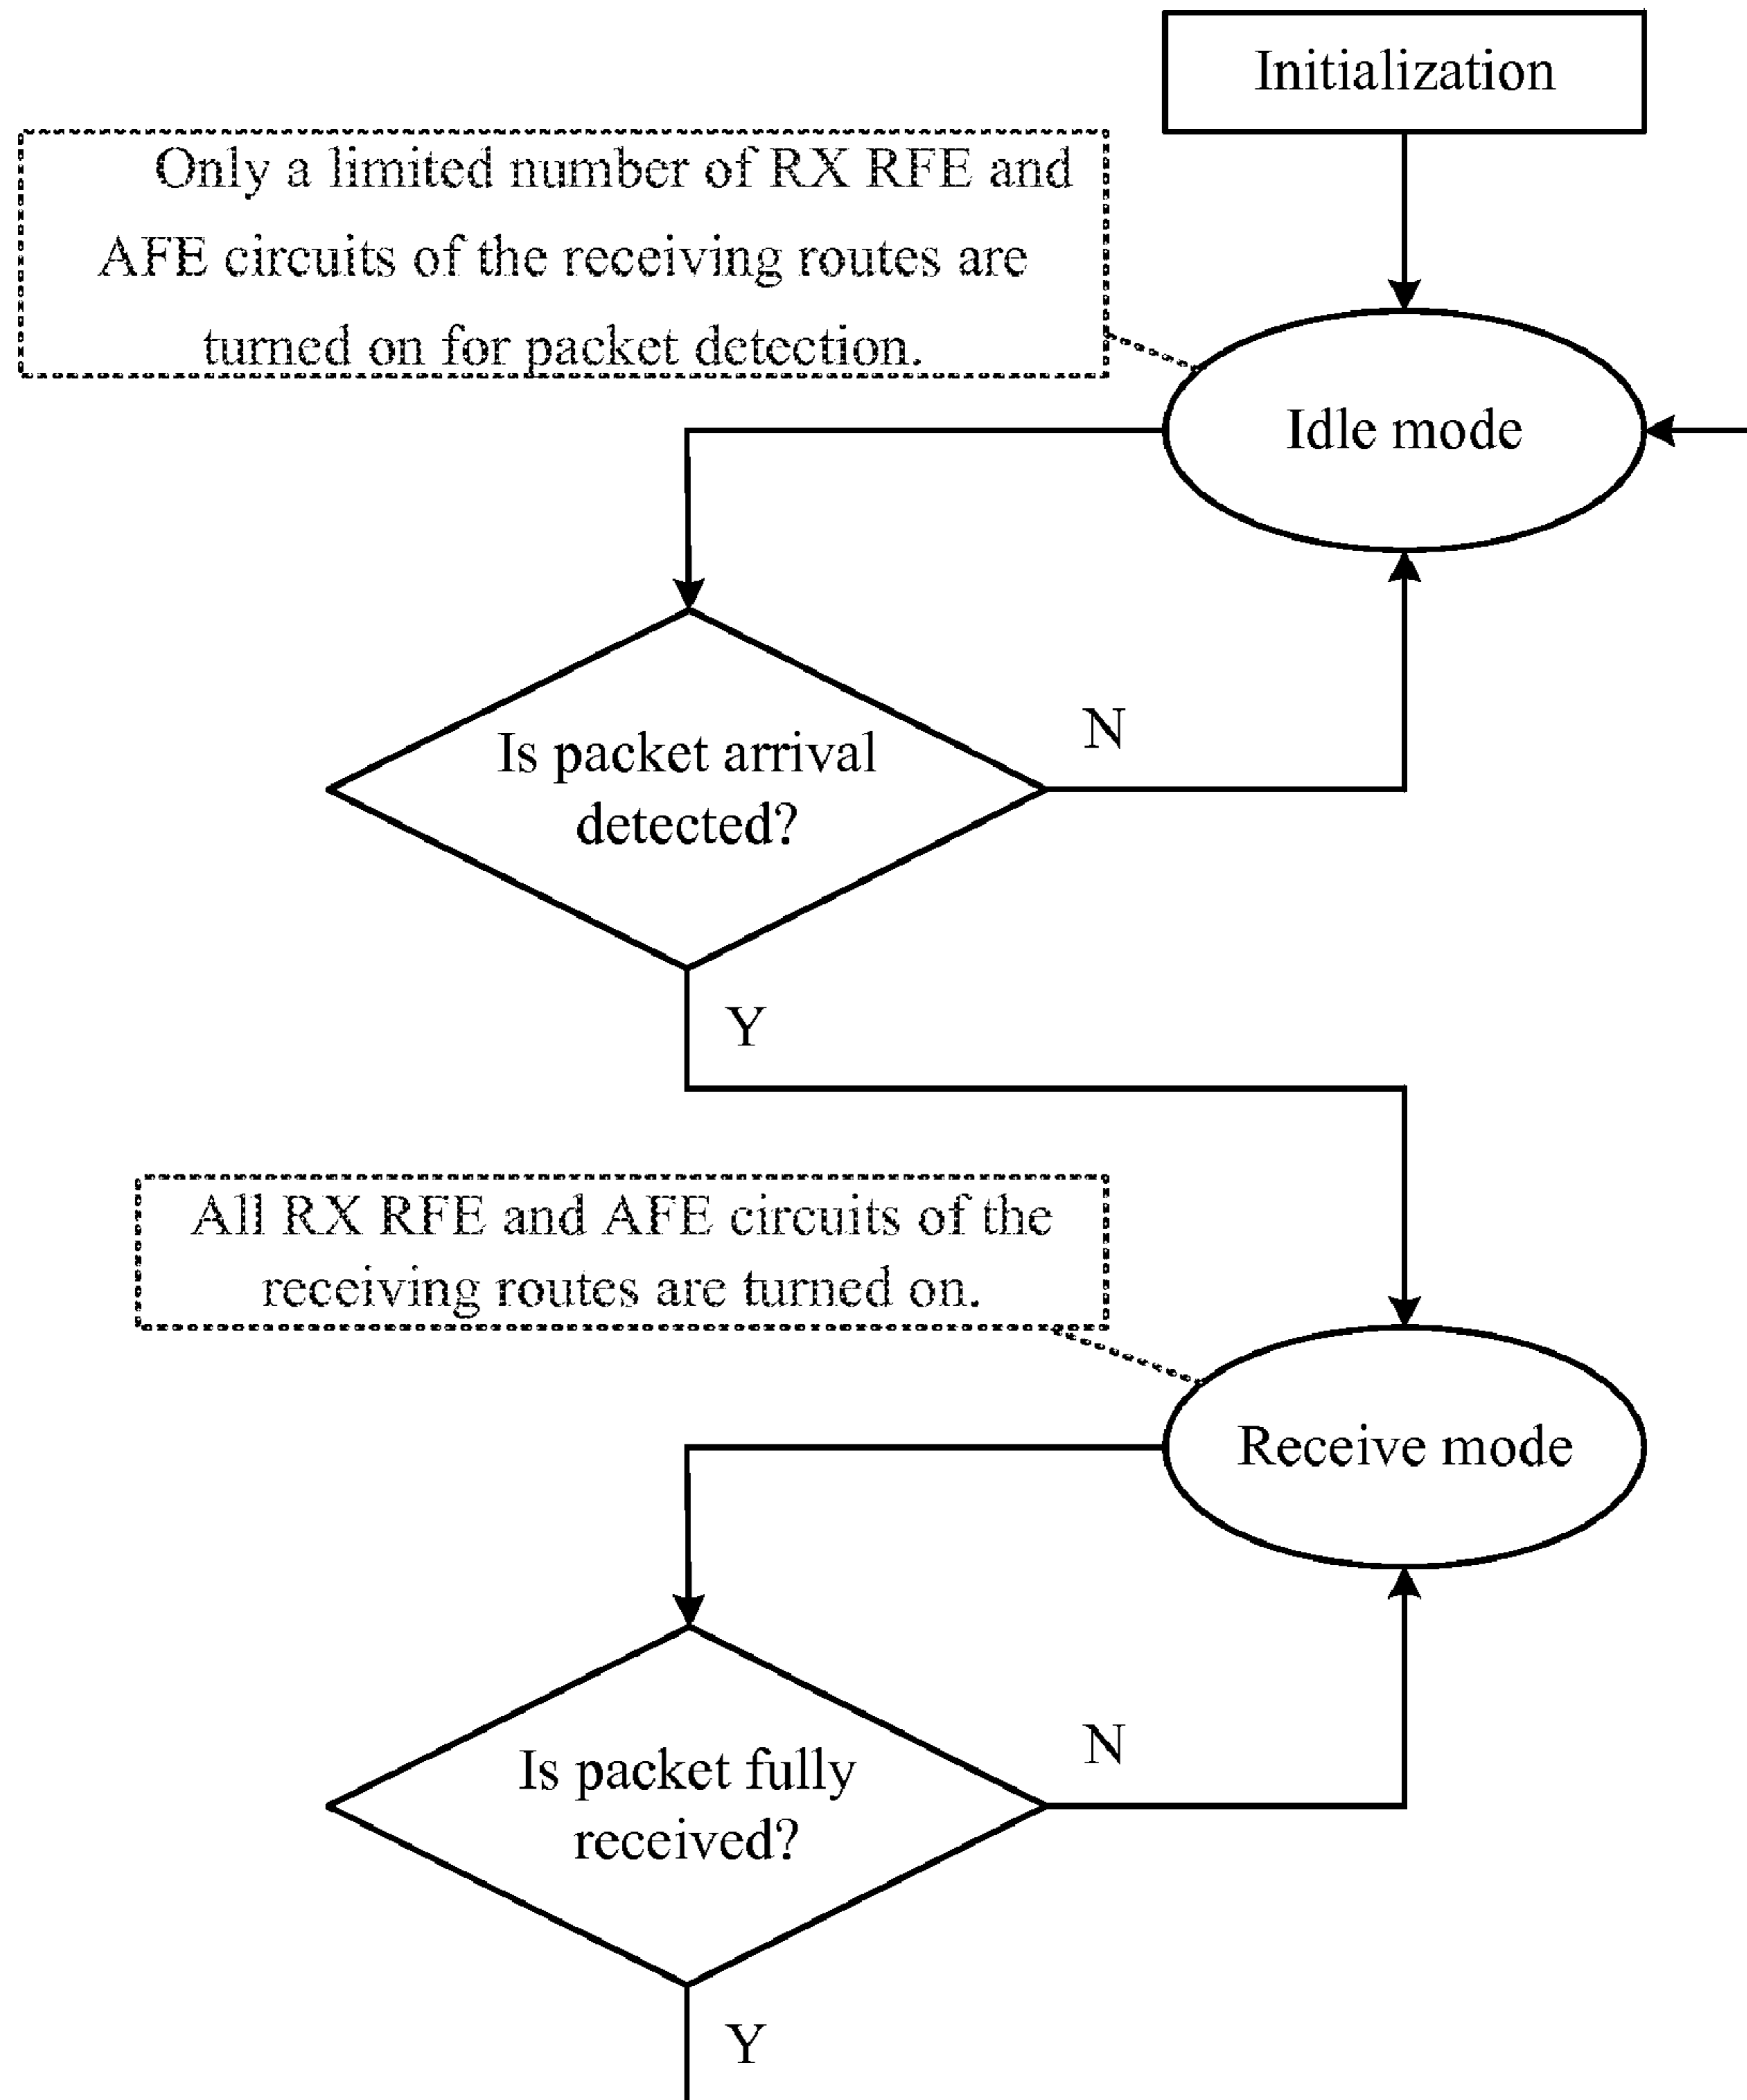 Initialization
Only a limited number of RX RFE and
AFE circuits of the receiving routes are
turned on for packet detection.
Idle mode
Is packet arrival
detected?
N
Y
All RX RFE and AFE circuits of the
receiving routes are turned on.
Receive mode
Is packet fully
received?
N
Y